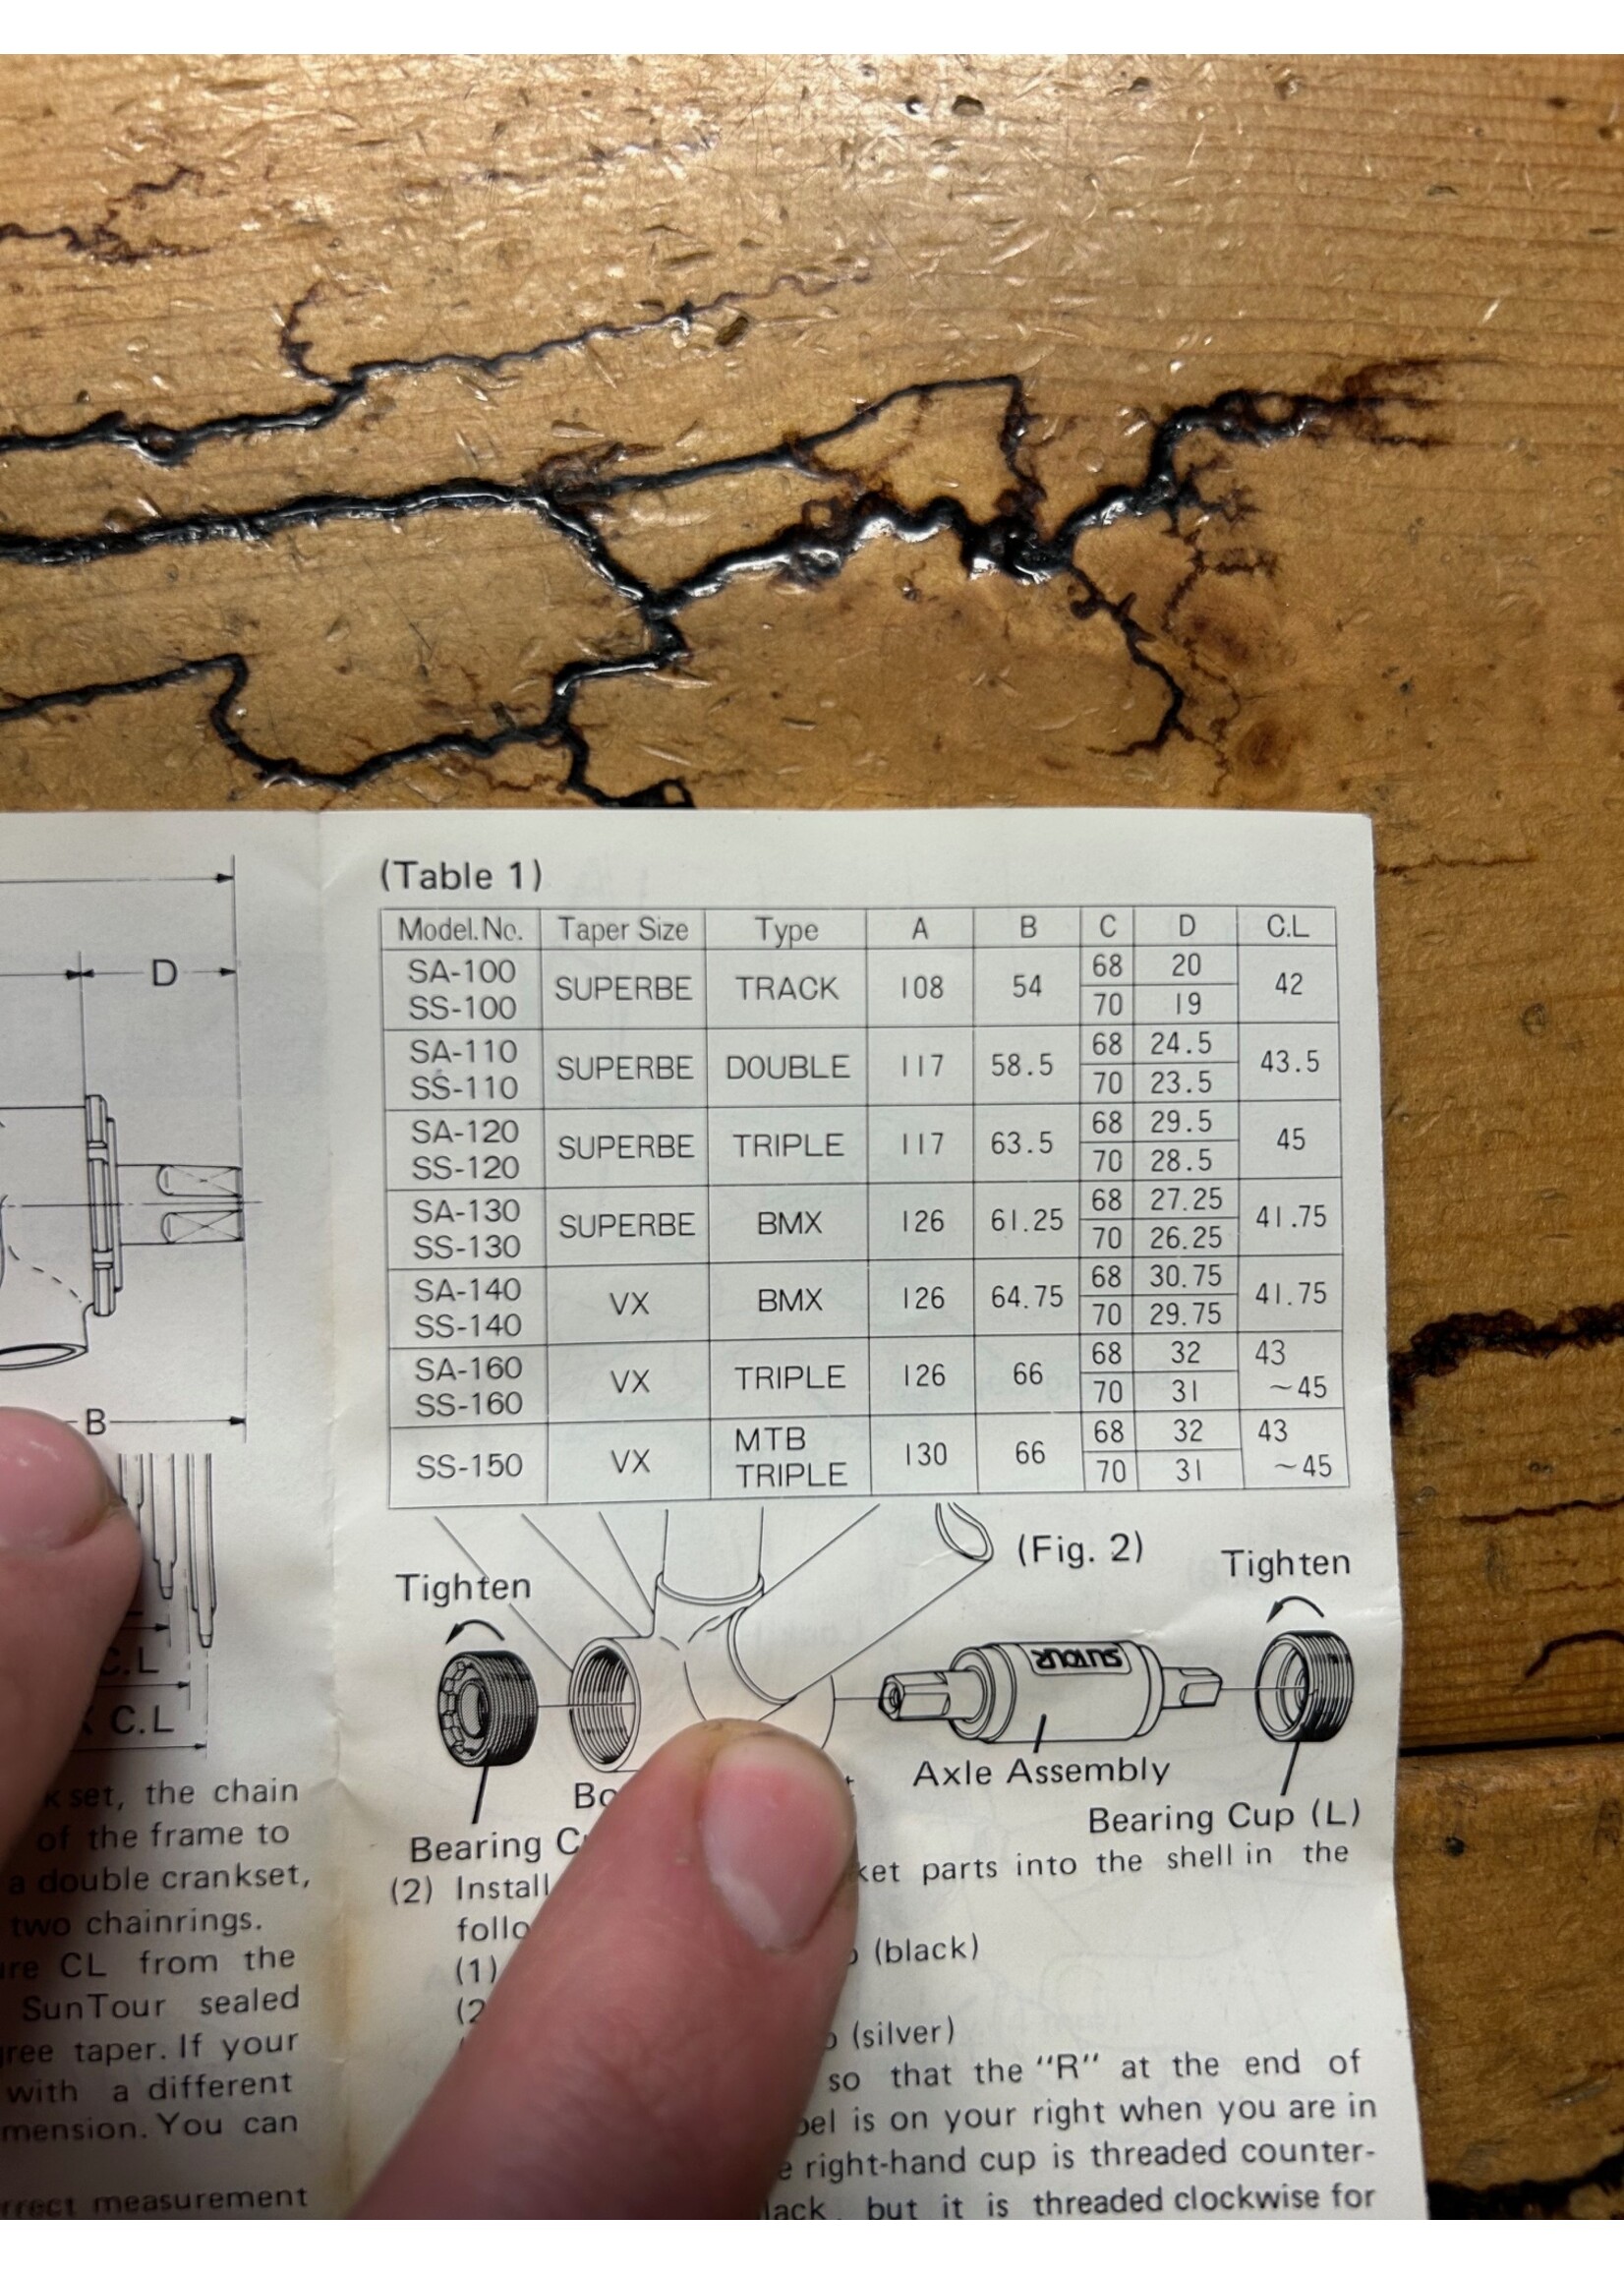 D
B
C.L
C.L
set, the chain
of the frame to
a double crankset,
two chainrings.
CL from the
SunTour sealed
taper. If your
with a different
You can
measurement
(Table 1)
Model.No. Taper Size Type A B C D C.L
SA-100 SS-100 SUPERBE TRACK 108 54 68 20 70 19 42
SA-110 SS-110 SUPERBE DOUBLE 117 58.5 68 24.5 70 23.5 43.5
SA-120 SS-120 SUPERBE TRIPLE 117 63.5 68 29.5 70 28.5 45
SA-130 SS-130 SUPERBE BMX 126 61.25 68 27.25 70 26.25 41.75
SA-140 SS-140 VX BMX 126 64.75 68 30.75 70 29.75 41.75
SA-160 SS-160 VX TRIPLE 126 66 68 32 70 31 43 ~45
SS-150 VX MTB TRIPLE 130 66 68 32 70 31 43 ~45
(Fig. 2)
Tighten
Tighten
SUNTOUR
Axle Assembly
Bearing Cup (L)
Bearing
(2) Install parts into the shell in the
(1) (black)
(silver)
so that the "R" at the end of
is on your right when you are in
right-hand cup is threaded counter-
but it is threaded clockwise for